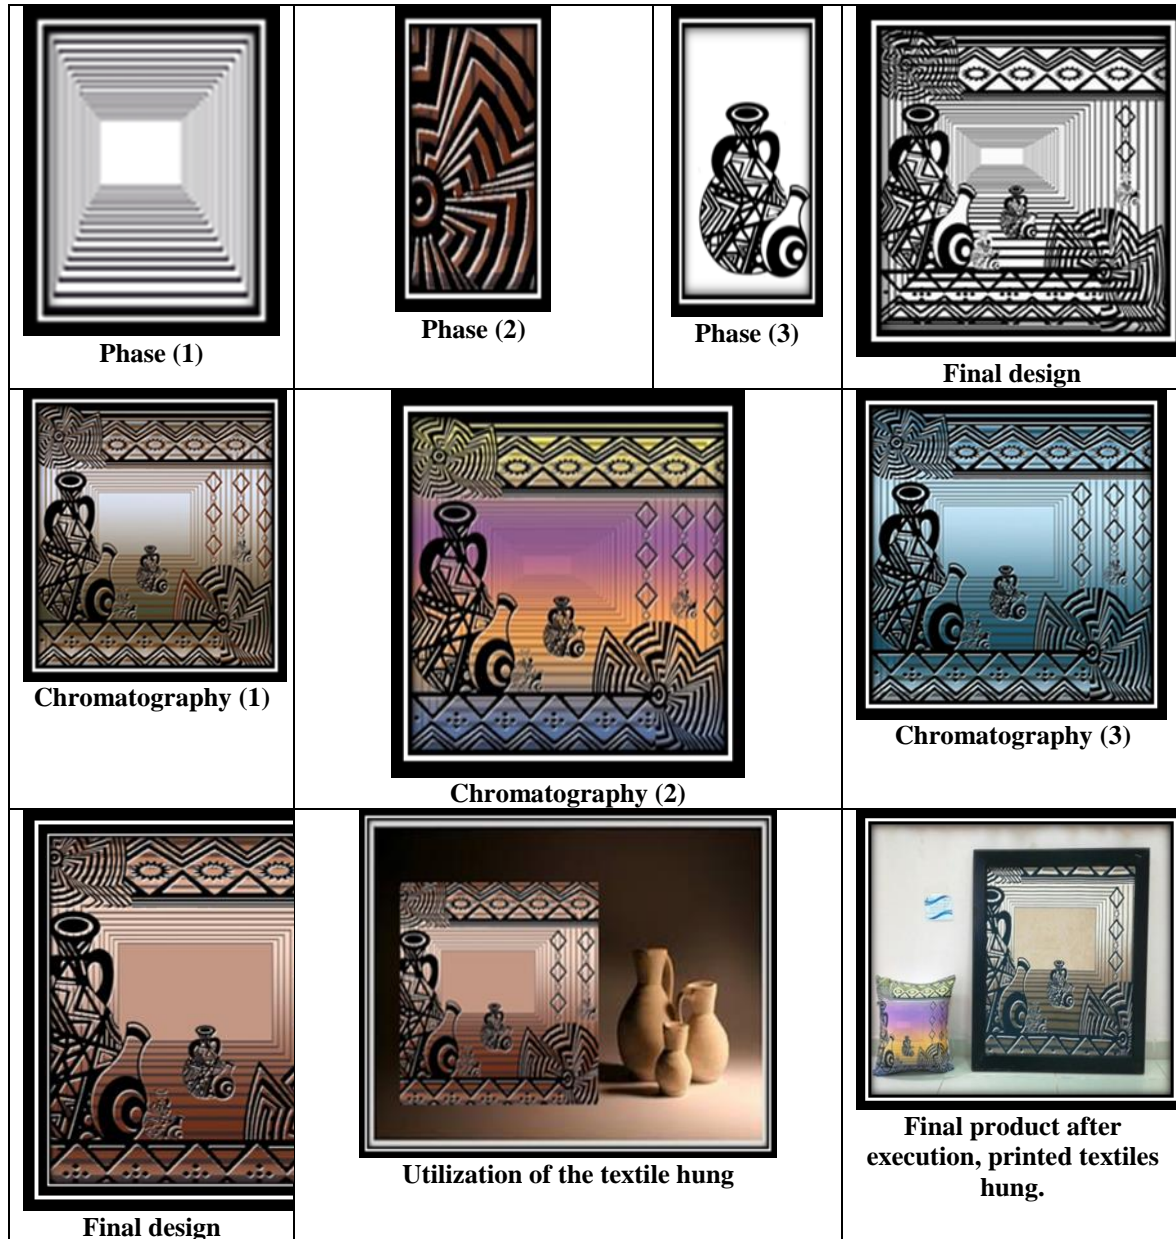 Phase (1)
Phase (2)
Phase (3)
Final design
Chromatography (1)
Chromatography (2)
Chromatography (3)
Final design
Utilization of the textile hung
Final product after
execution, printed textiles
hung.